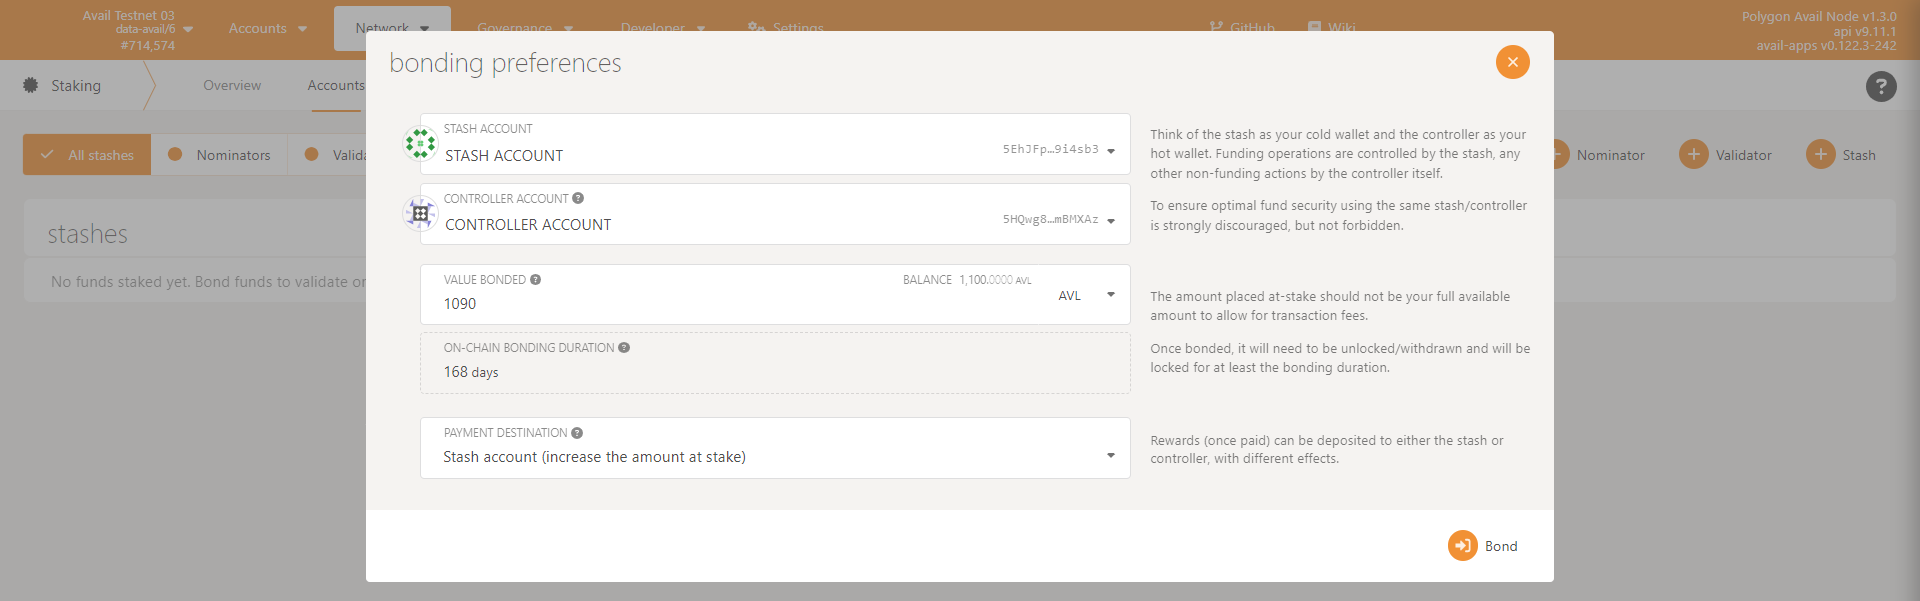 Avail Testnet 03
data-avail/6
#714,574
Accounts
Network
Governance
Developer
Settings
GitHub
Wiki
Polygon Avail Node v1.3.0
api v9.11.1
avail-apps v0.122.3-242
Staking
Overview
Accounts
All stashes
Nominators
Valida
Nominator
Validator
Stash
stashes
No funds staked yet. Bond funds to validate or
bonding preferences
STASH ACCOUNT
STASH ACCOUNT
5EhJFp…9i4sb3
CONTROLLER ACCOUNT
CONTROLLER ACCOUNT
5HQwg8…mBMXAz
Think of the stash as your cold wallet and the controller as your
hot wallet. Funding operations are controlled by the stash, any
other non-funding actions by the controller itself.
To ensure optimal fund security using the same stash/controller
is strongly discouraged, but not forbidden.
VALUE BONDED
BALANCE 1,100.0000 AVL
1090
AVL
ON-CHAIN BONDING DURATION
168 days
The amount placed at-stake should not be your full available
amount to allow for transaction fees.
Once bonded, it will need to be unlocked/withdrawn and will be
locked for at least the bonding duration.
PAYMENT DESTINATION
Stash account (increase the amount at stake)
Rewards (once paid) can be deposited to either the stash or
controller, with different effects.
Bond